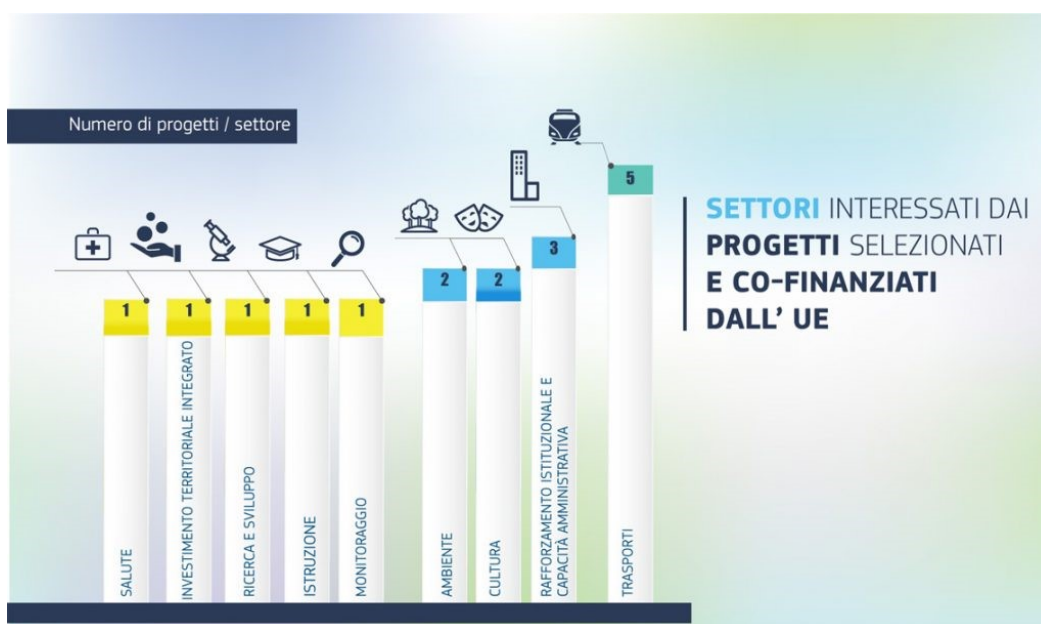 Numero di progetti / settore
1
1
1
1
1
2
2
3
5
SALUTE
INVESTIMENTO TERRITORIALE INTEGRATO
RICERCA E SVILUPPO
ISTRUZIONE
MONITORAGGIO
AMBIENTE
CULTURA
RAFFORZAMENTO ISTITUZIONALE E
CAPACITÀ AMMINISTRATIVA
TRASPORTI
SETTORI INTERESSATI DAI
PROGETTI SELEZIONATI
E CO-FINANZIATI
DALL' UE